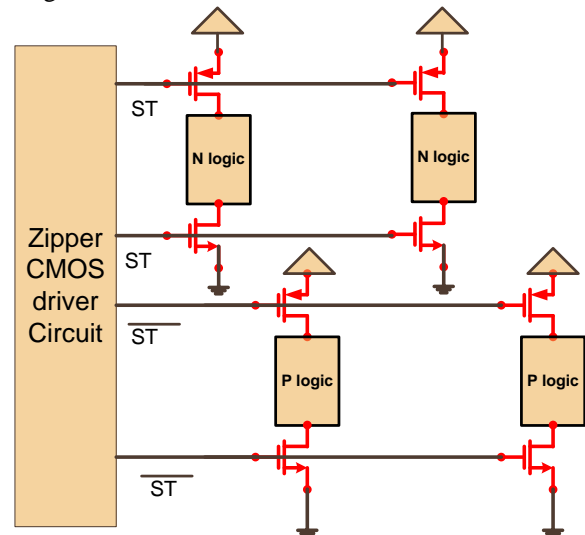 ST
N logic
N logic
Zipper
CMOS
driver
Circuit
ST
ST
P logic
P logic
ST